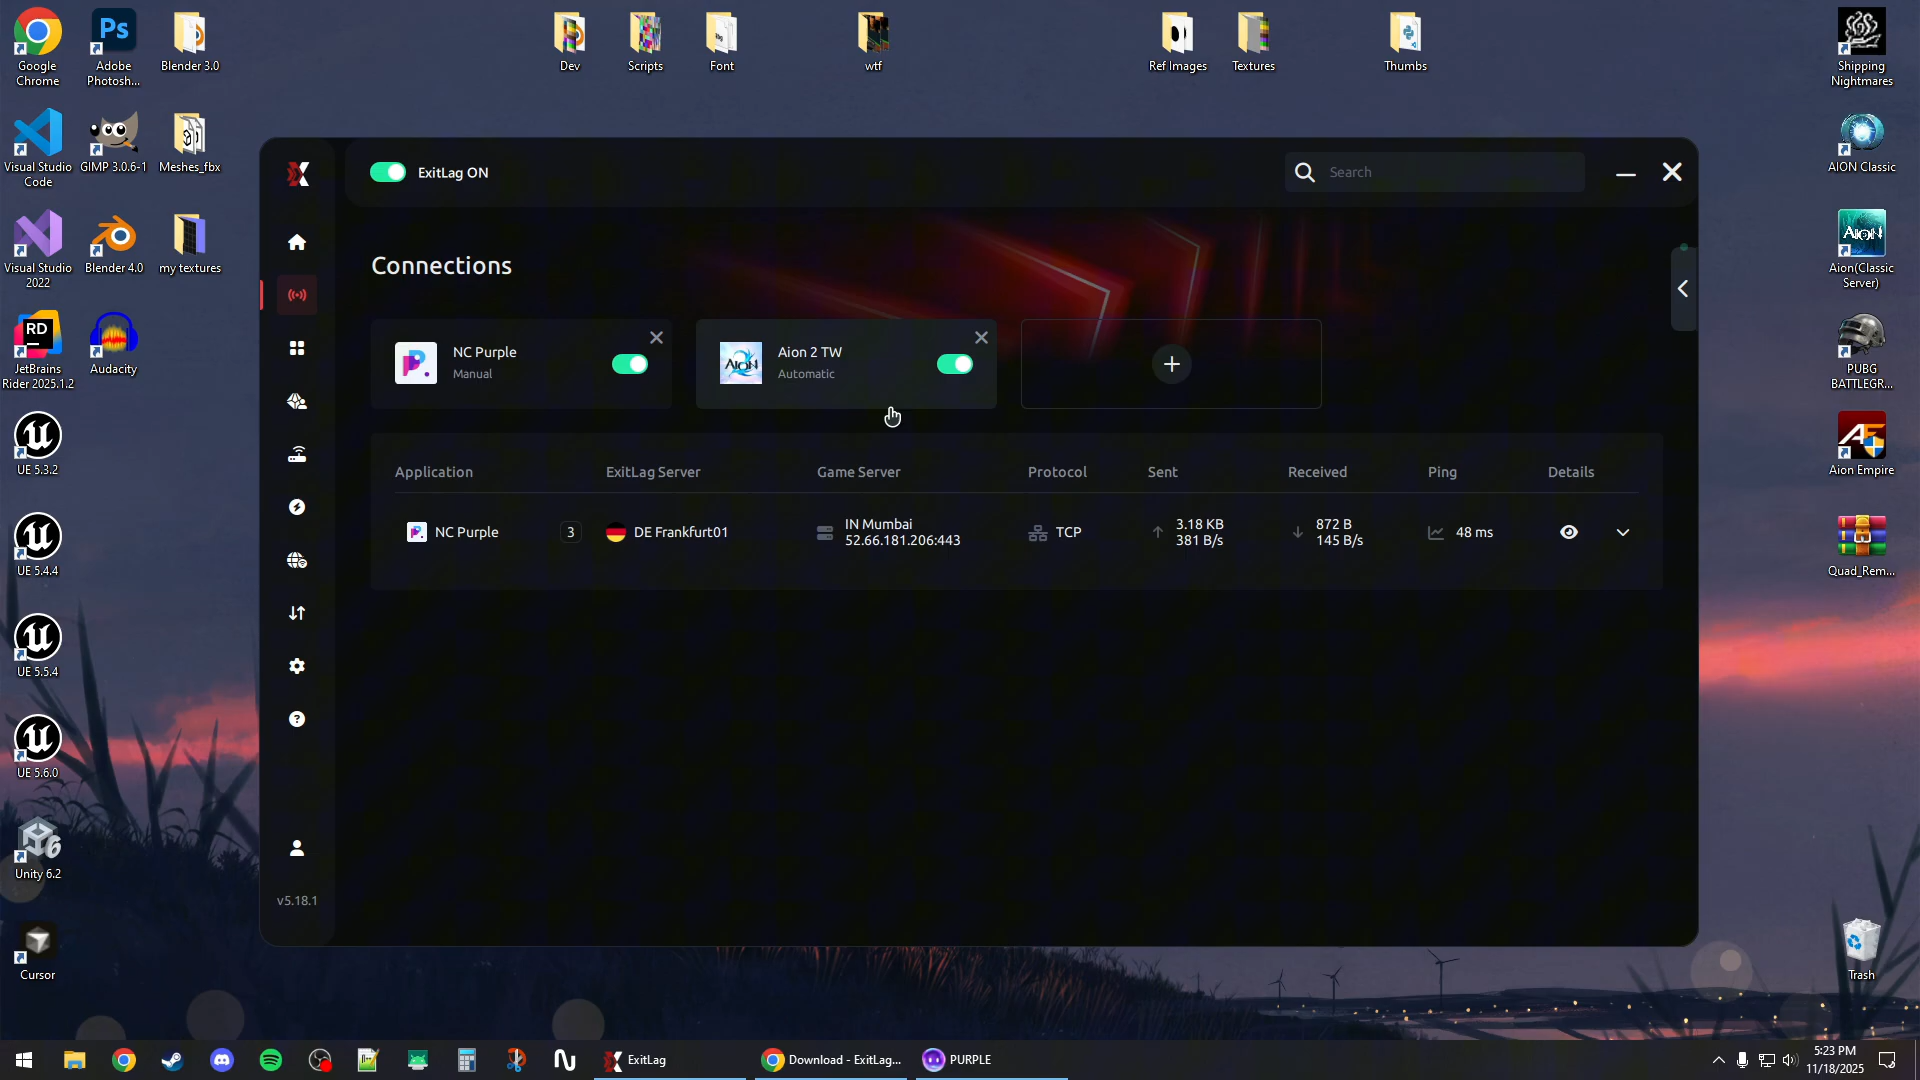 Google
Chrome
Adobe
Photosh...
Blender 3.0
Dev
Scripts
Font
wtf
Ref Images
Textures
Thumbs
Shipping
Nightmares
Visual Studio
Code
GIMP 3.0.6-1
Meshes_fbx
AION Classic
Visual Studio
2022
Blender 4.0
my textures
Aion(Classic
Server)
JetBrains
Rider 2025.1.2
Audacity
PUBG
BATTLEGR...
UE 5.3.2
Aion Empire
UE 5.4.4
Quad_Rem...
UE 5.5.4
UE 5.6.0
Unity 6.2
Cursor
Trash
ExitLag ON
Search
Connections
NC Purple
Manual
Aion 2 TW
Automatic
Application
ExitLag Server
Game Server
Protocol
Sent
Received
Ping
Details
NC Purple
3
DE Frankfurt01
IN Mumbai
52.66.181.206:443
TCP
3.18 KB
381 B/s
872 B
145 B/s
48 ms
v5.18.1
ExitLag
Download - ExitLag...
PURPLE
5:23 PM
11/18/2025